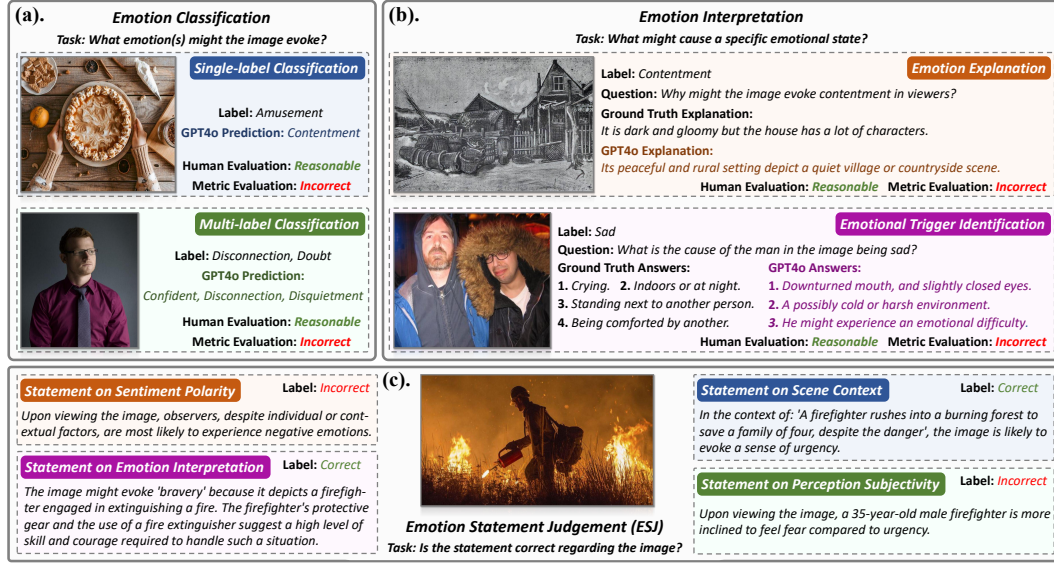 (a).
Emotion Classification
Task: What emotion(s) might the image evoke?
Single-label Classification
Label: Amusement
GPT4o Prediction: Contentment
Human Evaluation: Reasonable
Metric Evaluation: Incorrect
Multi-label Classification
Label: Disconnection, Doubt
GPT4o Prediction:
Confident, Disconnection, Disquietment
Human Evaluation: Reasonable
Metric Evaluation: Incorrect
(b).
Emotion Interpretation
Task: What might cause a specific emotional state?
Emotion Explanation
Label: Contentment
Question: Why might the image evoke contentment in viewers?
Ground Truth Explanation:
It is dark and gloomy but the house has a lot of characters.
GPT4o Explanation:
Its peaceful and rural setting depict a quiet village or countryside scene.
Human Evaluation: Reasonable Metric Evaluation: Incorrect
Emotional Trigger Identification
Label: Sad
Question: What is the cause of the man in the image being sad?
Ground Truth Answers:
1. Crying. 2. Indoors or at night.
3. Standing next to another person.
4. Being comforted by another.
GPT4o Answers:
1. Downturned mouth, and slightly closed eyes.
2. A possibly cold or harsh environment.
3. He might experience an emotional difficulty.
Human Evaluation: Reasonable Metric Evaluation: Incorrect
(c).
Statement on Sentiment Polarity
Label: Incorrect
Upon viewing the image, observers, despite individual or cont-
extual factors, are most likely to experience negative emotions.
Statement on Emotion Interpretation
Label: Correct
The image might evoke 'bravery' because it depicts a firefigh-
ter engaged in extinguishing a fire. The firefighter's protective
gear and the use of a fire extinguisher suggest a high level of
skill and courage required to handle such a situation.
Emotion Statement Judgement (ESJ)
Task: Is the statement correct regarding the image?
Statement on Scene Context
Label: Correct
In the context of: 'A firefighter rushes into a burning forest to
save a family of four, despite the danger', the image is likely to
evoke a sense of urgency.
Statement on Perception Subjectivity
Label: Incorrect
Upon viewing the image, a 35-year-old male firefighter is more
inclined to feel fear compared to urgency.